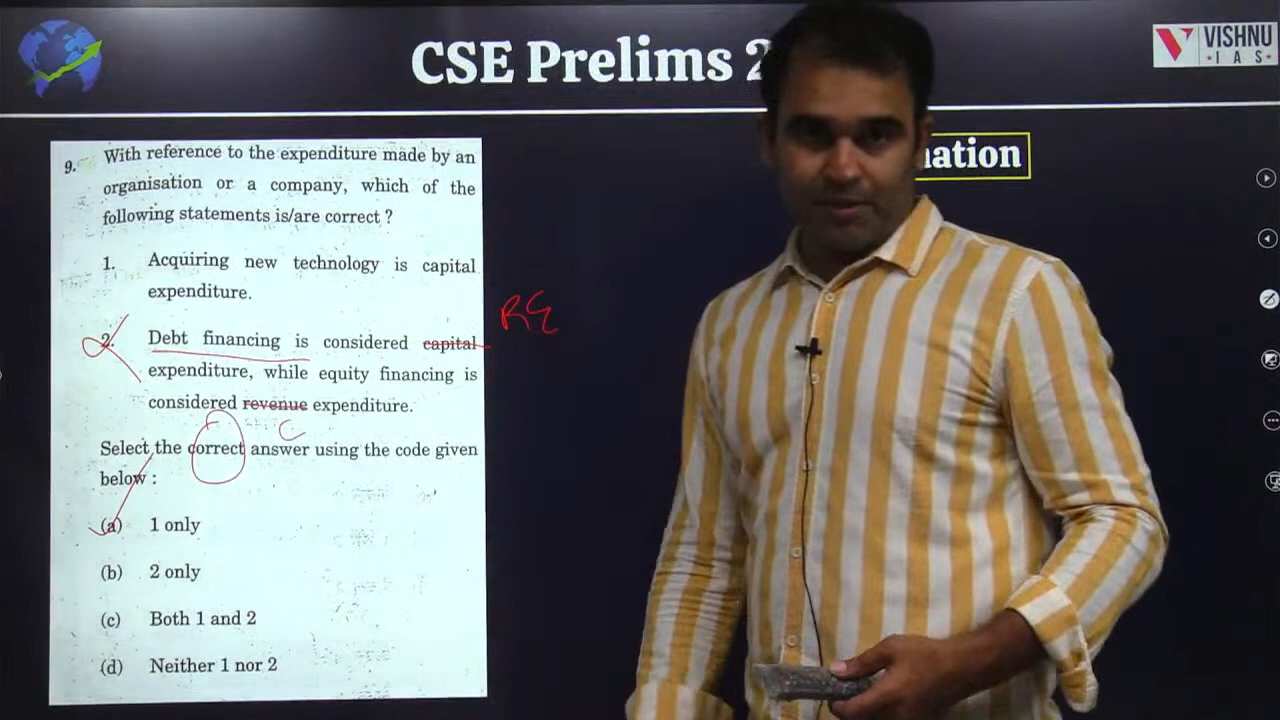 CSE Prelims 2
VISHNU
IAS
nation
9. With reference to the expenditure made by an
organisation or a company, which of the
following statements is/are correct ?
1. Acquiring new technology is capital
expenditure.
RE
2. Debt financing is considered capital
expenditure, while equity financing is
considered revenue expenditure.
C
Select the correct answer using the code given
below :
(a) 1 only
(b) 2 only
(c) Both 1 and 2
(d) Neither 1 nor 2